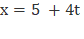 x = 5 + 4t